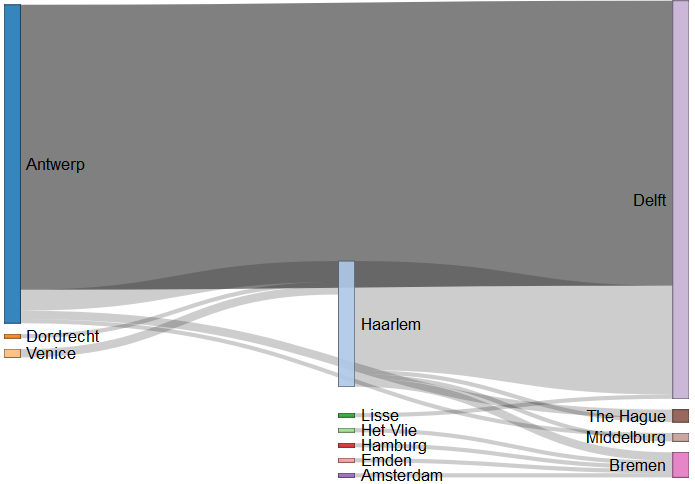 Antwerp
Delft
Haarlem
Dordrecht
Venice
Lisse
The Hague
Het Vlie
Middelburg
Hamburg
Emden
Bremen
Amsterdam